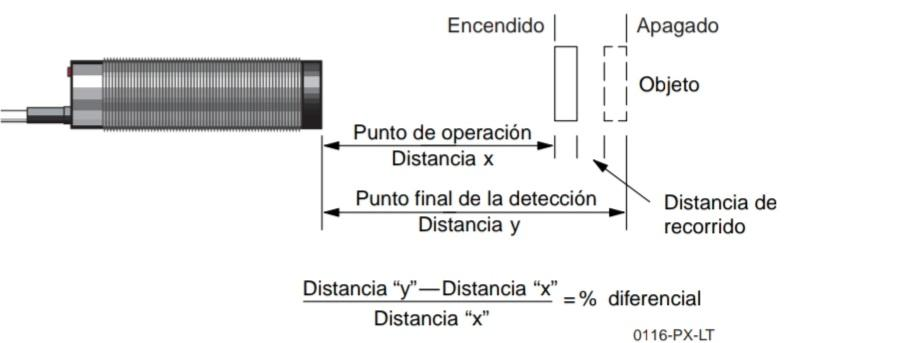 Encendido
Apagado
Objeto
Punto de operación
Distancia x
Punto final de la detección
Distancia y
Distancia de
recorrido
Distancia “y”—Distancia “x”
Distancia “x”
=% diferencial
0116-PX-LT